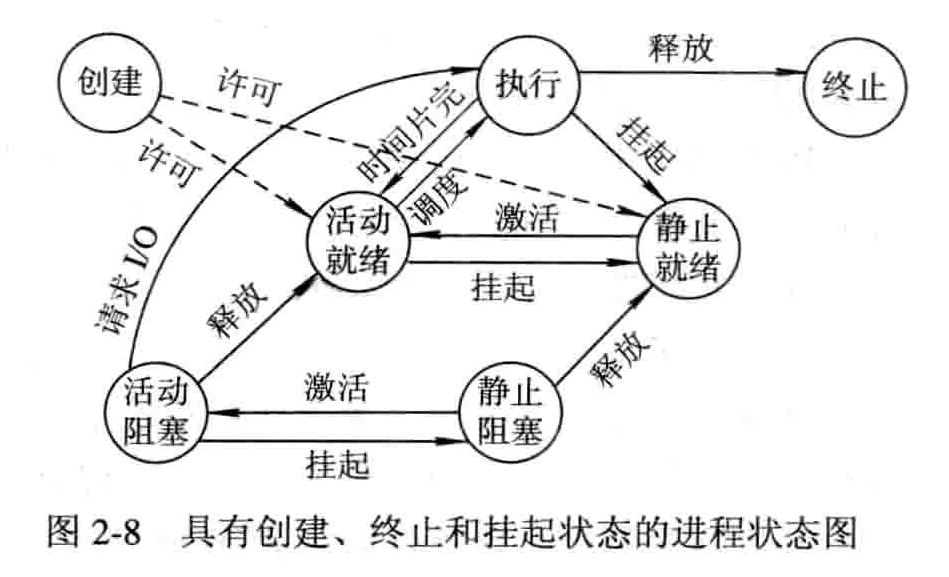 创建
许可
许可
执行
释放
终止
时间片完
调度
挂起
活动
就绪
激活
挂起
静止
就绪
请求 I/O
释放
释放
活动
阻塞
激活
挂起
静止
阻塞
图 2-8 具有创建、终止和挂起状态的进程状态图